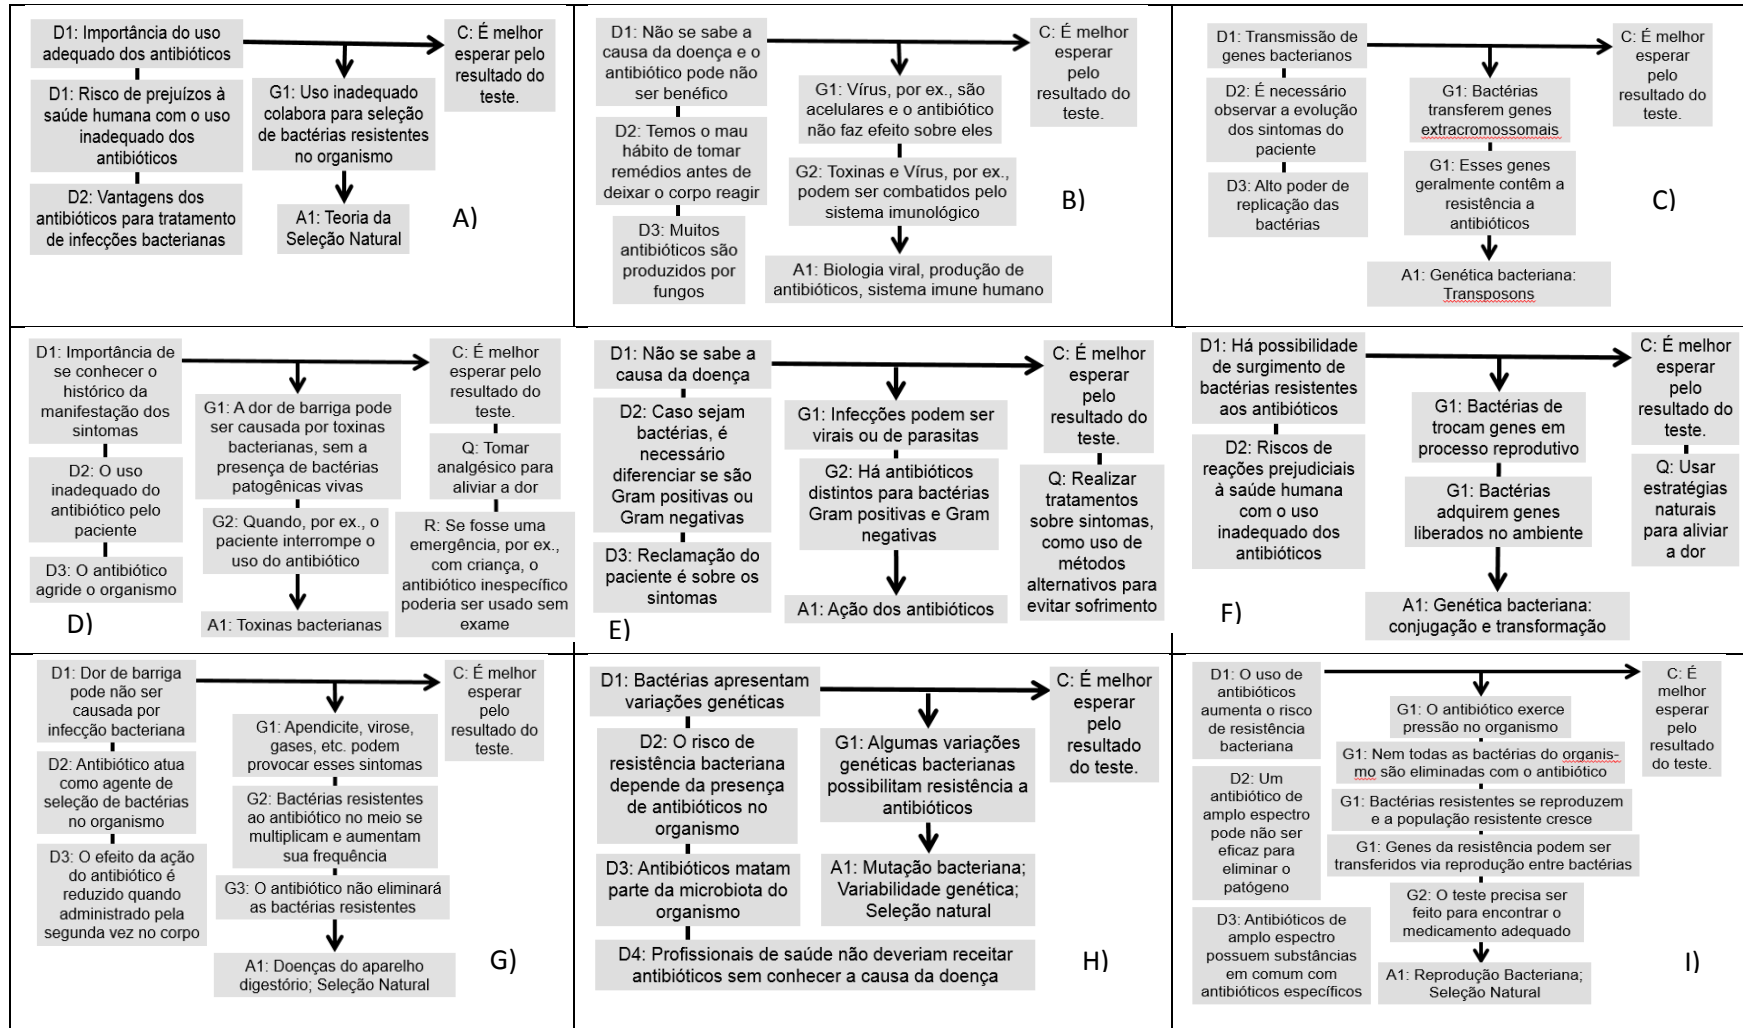 D1: Importância do uso
adequado dos antibióticos
D1: Risco de prejuízos à
saúde humana com o uso
inadequado dos
antibióticos
D2: Vantagens dos
antibióticos para tratamento
de infecções bacterianas
G1: Uso inadequado
colabora para seleção
de bactérias resistentes
no organismo
A1: Teoria da
Seleção Natural
C: É melhor
esperar pelo
resultado do
teste.
A)
D1: Não se sabe a
causa da doença e o
antibiótico pode não
ser benéfico
D2: Temos o mau
hábito de tomar
remédios antes de
deixar o corpo reagir
D3: Muitos
antibióticos são
produzidos por
fungos
G1: Vírus, por ex., são
acelulares e o antibiótico
não faz efeito sobre eles
G2: Toxinas e Vírus, por ex.,
podem ser combatidos pelo
sistema imunológico
A1: Biologia viral, produção de
antibióticos, sistema imune humano
C: É melhor
esperar
pelo
resultado do
teste.
B)
D1: Transmissão de
genes bacterianos
D2: É necessário
observar a evolução
dos sintomas do
paciente
D3: Alto poder de
replicação das
bactérias
G1: Bactérias
transferem genes
extracromossomais
G1: Esses genes
geralmente contêm a
resistência a
antibióticos
A1: Genética bacteriana:
Transposons
C: É melhor
esperar
pelo
resultado do
teste.
C)
D1: Importância de
se conhecer o
histórico da
manifestação dos
sintomas
D2: O uso
inadequado do
antibiótico pelo
paciente
D3: O antibiótico
agride o organismo
G1: A dor de barriga pode
ser causada por toxinas
bacterianas, sem a
presença de bactérias
patogênicas vivas
G2: Quando, por ex., o
paciente interrompe o
uso do antibiótico
A1: Toxinas bacterianas
C: É melhor
esperar pelo
resultado do
teste.
Q: Tomar
analgésico para
aliviar a dor
R: Se fosse uma
emergência, por ex.,
com criança, o
antibiótico inespecífico
poderia ser usado sem
exame
D)
D1: Não se sabe a
causa da doença
D2: Caso sejam
bactérias, é
necessário
diferenciar se são
Gram positivas ou
Gram negativas
D3: Reclamação do
paciente é sobre os
sintomas
G1: Infecções podem ser
virais ou de parasitas
G2: Há antibióticos
distintos para bactérias
Gram positivas e Gram
negativas
A1: Ação dos antibióticos
C: É melhor
esperar
pelo
resultado do
teste.
Q: Realizar
tratamentos
sobre sintomas,
como uso de
métodos
alternativos para
evitar sofrimento
E)
D1: Há possibilidade
de surgimento de
bactérias resistentes
aos antibióticos
D2: Riscos de
reações prejudiciais
à saúde humana
com o uso
inadequado dos
antibióticos
G1: Bactérias de
trocam genes em
processo reprodutivo
G1: Bactérias
adquirem genes
liberados no ambiente
A1: Genética bacteriana:
conjugação e transformação
C: É melhor
esperar
pelo
resultado do
teste.
Q: Usar
estratégias
naturais
para aliviar
a dor
F)
D1: Dor de barriga
pode não ser
causada por
infecção bacteriana
D2: Antibiótico atua
como agente de
seleção de bactérias
no organismo
D3: O efeito da ação
do antibiótico é
reduzido quando
administrado pela
segunda vez no corpo
G1: Apendicite, virose,
gases, etc. podem
provocar esses sintomas
G2: Bactérias resistentes
ao antibiótico no meio se
multiplicam e aumentam
sua frequência
G3: O antibiótico não eliminará
as bactérias resistentes
A1: Doenças do aparelho
digestório; Seleção Natural
C: É melhor
esperar
pelo
resultado do
teste.
G)
D1: Bactérias apresentam
variações genéticas
D2: O risco de
resistência bacteriana
depende da presença
de antibióticos no
organismo
D3: Antibióticos matam
parte da microbiota do
organismo
D4: Profissionais de saúde não deveriam receitar
antibióticos sem conhecer a causa da doença
G1: Algumas variações
genéticas bacterianas
possibilitam resistência a
antibióticos
A1: Mutação bacteriana;
Variabilidade genética;
Seleção natural
C: É melhor
esperar
pelo
resultado
do teste.
H)
D1: O uso de
antibióticos
aumenta o risco
de resistência
bacteriana
D2: Um
antibiótico de
amplo espectro
pode não ser
eficaz para
eliminar o
patógeno
D3: Antibióticos de
amplo espectro
possuem substâncias
em comum com
antibióticos específicos
G1: O antibiótico exerce
pressão no organismo
G1: Nem todas as bactérias do organis-
mo são eliminadas com o antibiótico
G1: Bactérias resistentes se reproduzem
e a população resistente cresce
G1: Genes da resistência podem ser
transferidos via reprodução entre bactérias
G2: O teste precisa ser
feito para encontrar o
medicamento adequado
A1: Reprodução Bacteriana;
Seleção Natural
C: É
melhor
esperar
pelo
resultado
do teste.
I)